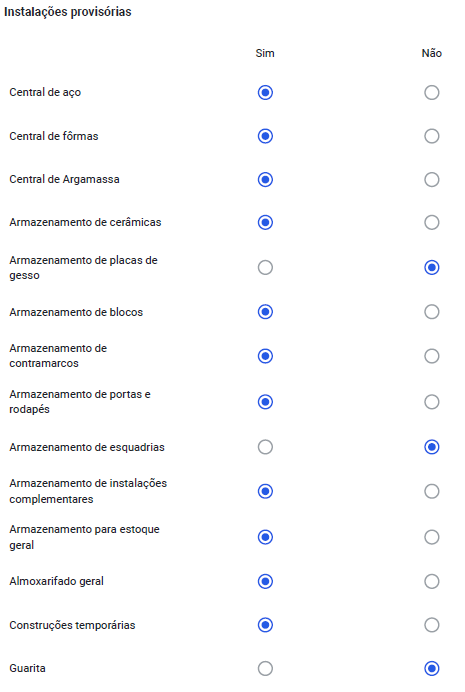 Instalações provisórias
Sim Não
Central de aço
Central de fôrmas
Central de Argamassa
Armazenamento de cerâmicas
Armazenamento de placas de
gesso
Armazenamento de blocos
Armazenamento de
contramarcos
Armazenamento de portas e
rodapés
Armazenamento de esquadrias
Armazenamento de instalações
complementares
Armazenamento para estoque
geral
Almoxarifado geral
Construções temporárias
Guarita